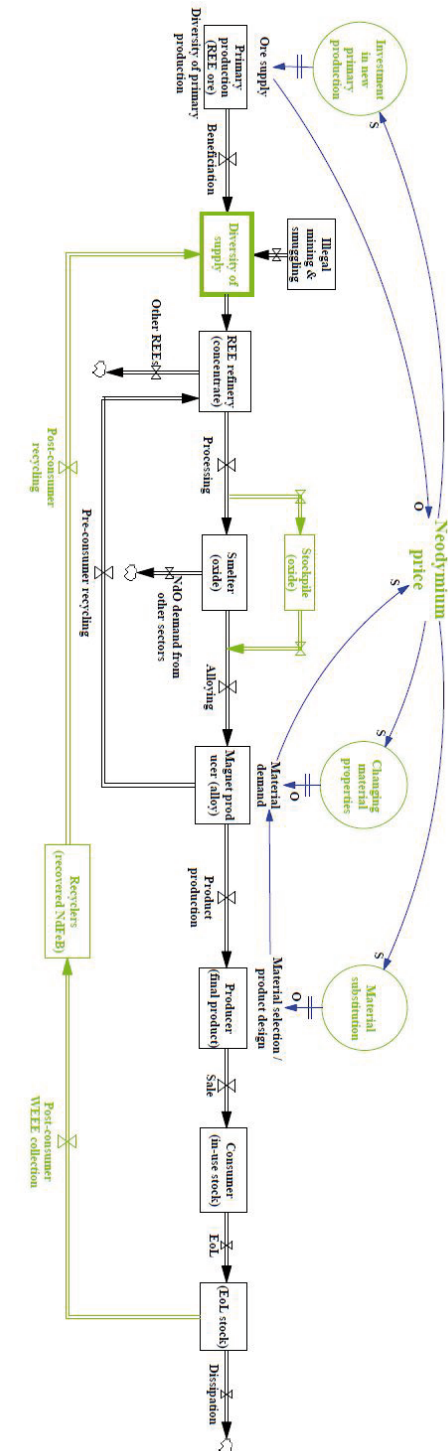 Investment
in new
primary
production
S
Ore supply
Primary
production
(REE ore)
Diversity of primary
production
Beneficiation
Illegal
mining &
smuggling
Diversity of
supply
REE refinery
(concentrate)
Other REEs
Processing
Stockpile
(oxide)
Smelter
(oxide)
NdO demand from
other sectors
Alloying
O
Neodymium
price
S
S
Changing
material
properties
O
Material
demand
Magnet prod
ucer (alloy)
Pre-consumer recycling
Product
production
S
Material
substitution
O
Material selection /
product design
Producer
(final product)
Sale
Consumer
(in-use stock)
EoL
(EoL stock)
Dissipation
Post-consumer
recycling
Recyclers
(recovered NdFeB)
Post-consumer
WEEE collection